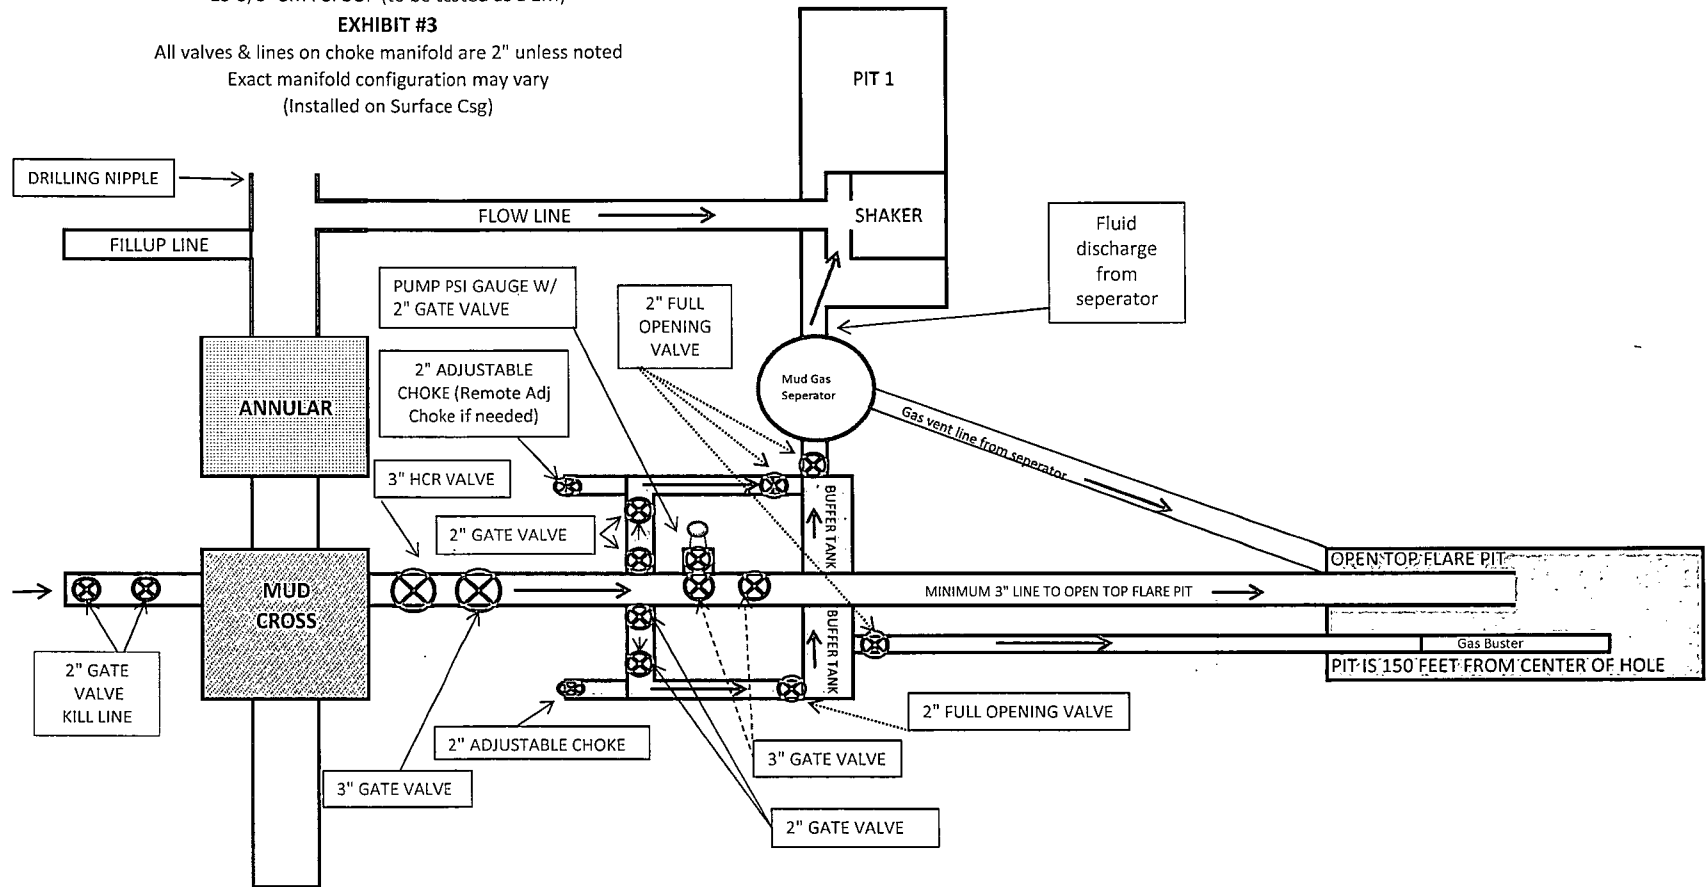 EXHIBIT #3
All valves & lines on choke manifold are 2" unless noted
Exact manifold configuration may vary
(Installed on Surface Csg)
PIT 1
DRILLING NIPPLE
FLOW LINE
SHAKER
FILLUP LINE
Fluid
discharge
from
seperator
PUMP PSI GAUGE W/
2" GATE VALVE
2" FULL
OPENING
VALVE
2" ADJUSTABLE
CHOKE (Remote Adj
Choke if needed)
Mud Gas
Seperator
ANNULAR
Gas vent line from seperator
3" HCR VALVE
2" GATE VALVE
BUFFER TANK
OPEN TOP FLARE PIT
MUD
CROSS
MINIMUM 3" LINE TO OPEN TOP FLARE PIT
BUFFER TANK
Gas Buster
PIT IS 150 FEET FROM CENTER OF HOLE
2" GATE
VALVE
KILL LINE
2" FULL OPENING VALVE
2" ADJUSTABLE CHOKE
3" GATE VALVE
3" GATE VALVE
2" GATE VALVE